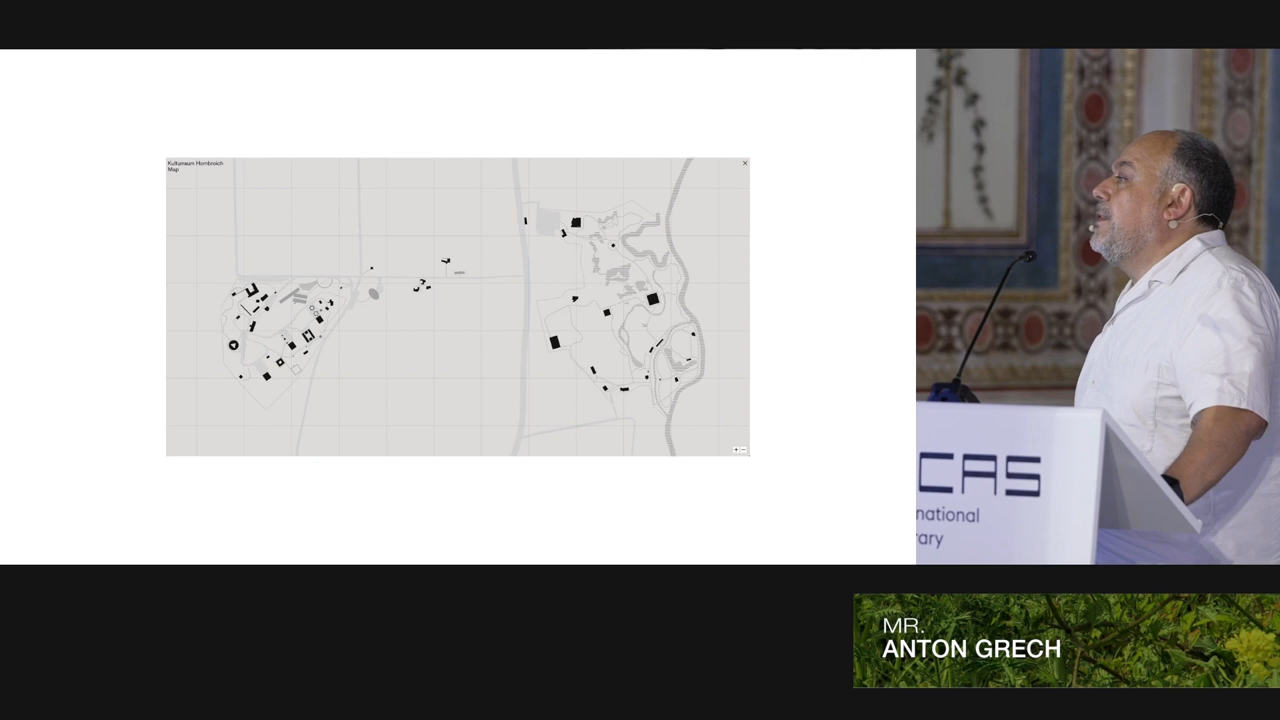 Kulturraum Hombroich
Map
CAS
national
rary
MR.
ANTON GRECH